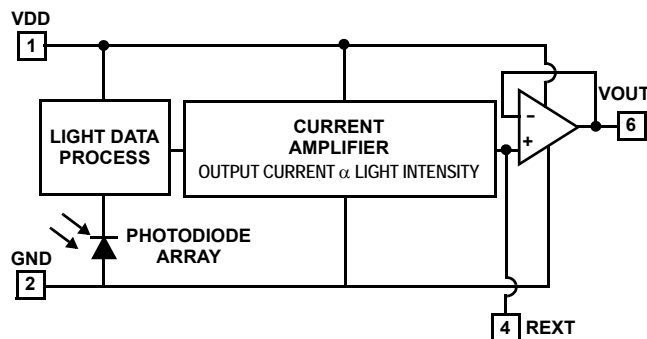 VDD
1
LIGHT DATA
PROCESS
CURRENT
AMPLIFIER
OUTPUT CURRENT α LIGHT INTENSITY
-
+
VOUT
6
PHOTODIODE
ARRAY
GND
2
4
REXT